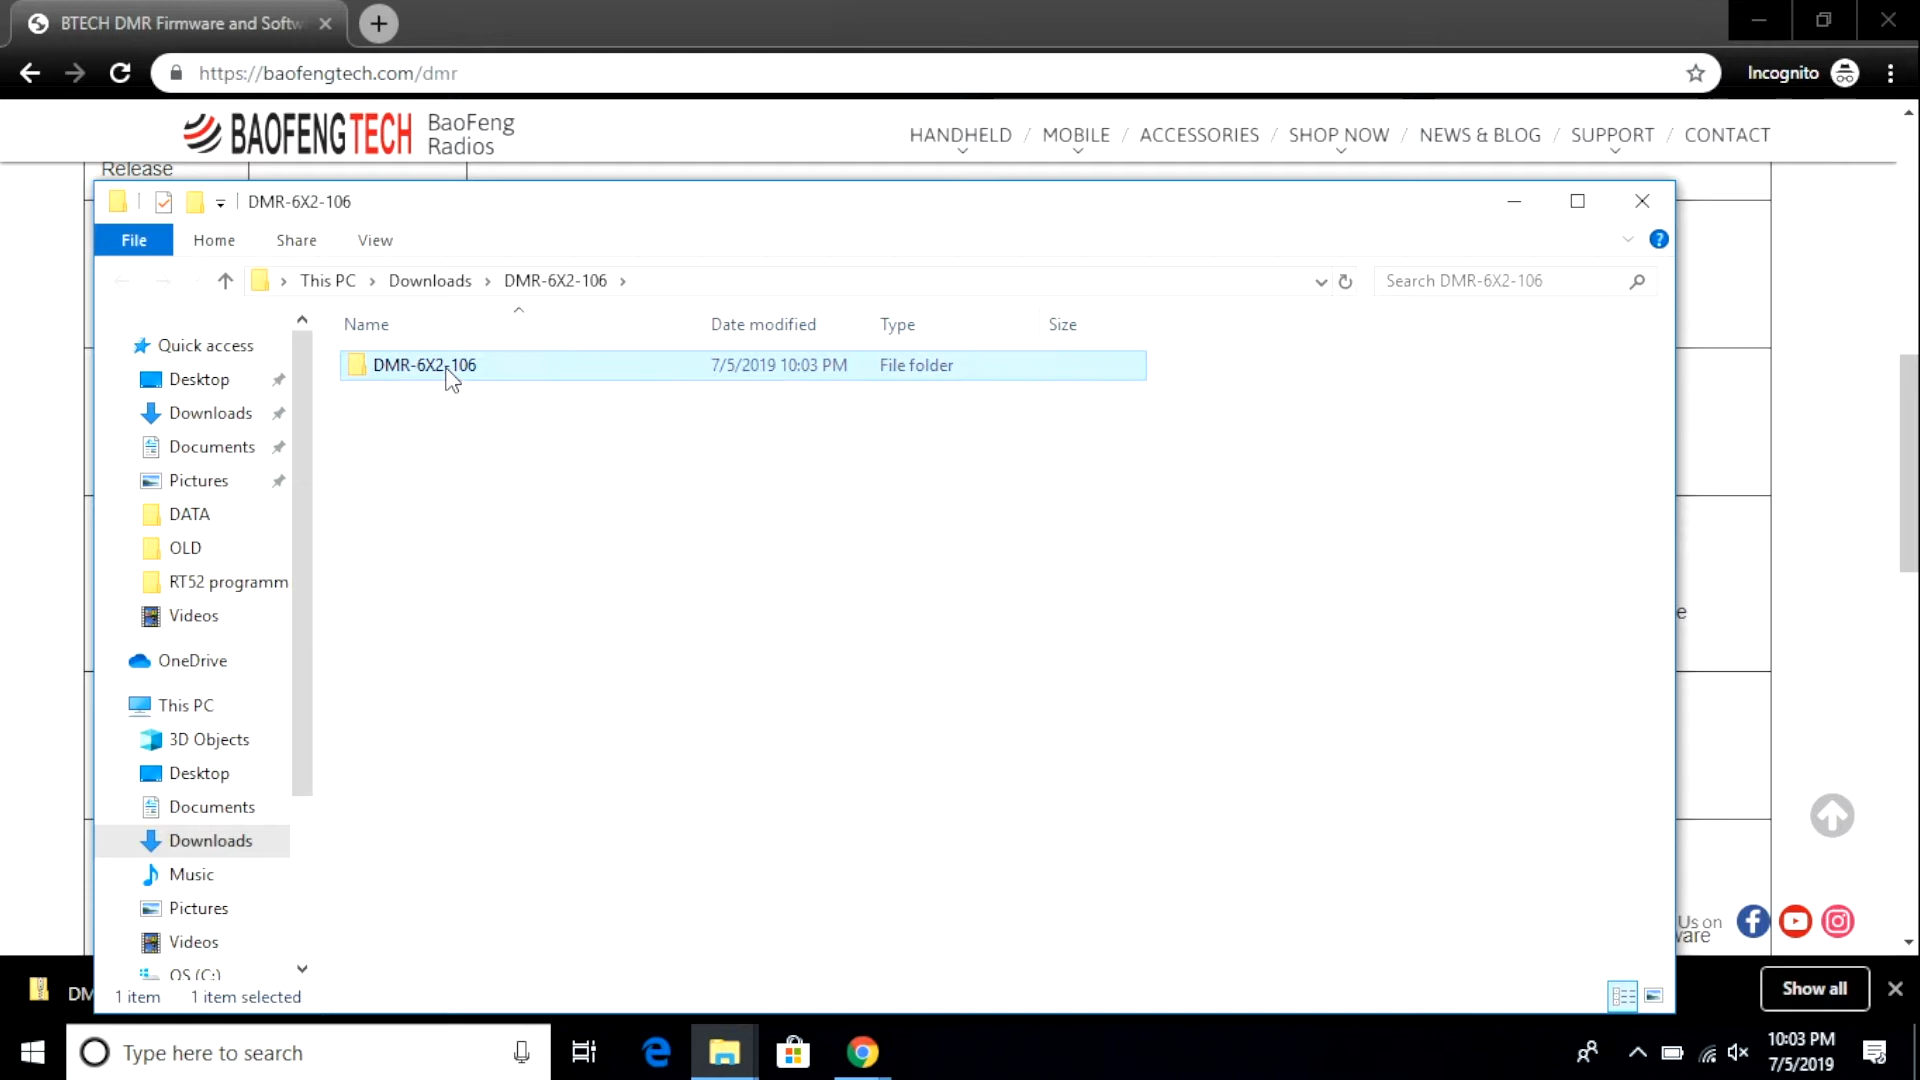 BTECH DMR Firmware and Softw
https://baofengtech.com/dmr
Incognito
BAOFENGTECH
BaoFeng
Radios
HANDHELD / MOBILE / ACCESSORIES / SHOP NOW / NEWS & BLOG / SUPPORT / CONTACT
Release
DMR-6X2-106
File
Home
Share
View
This PC > Downloads > DMR-6X2-106 >
Search DMR-6X2-106
Name
Date modified
Type
Size
DMR-6X2-106
7/5/2019 10:03 PM
File folder
Quick access
Desktop
Downloads
Documents
Pictures
DATA
OLD
RT52 programm
Videos
OneDrive
This PC
3D Objects
Desktop
Documents
Downloads
Music
Pictures
Videos
OS (C:)
1 item
1 item selected
e
Us on
ware
DM
Show all
Type here to search
10:03 PM
7/5/2019